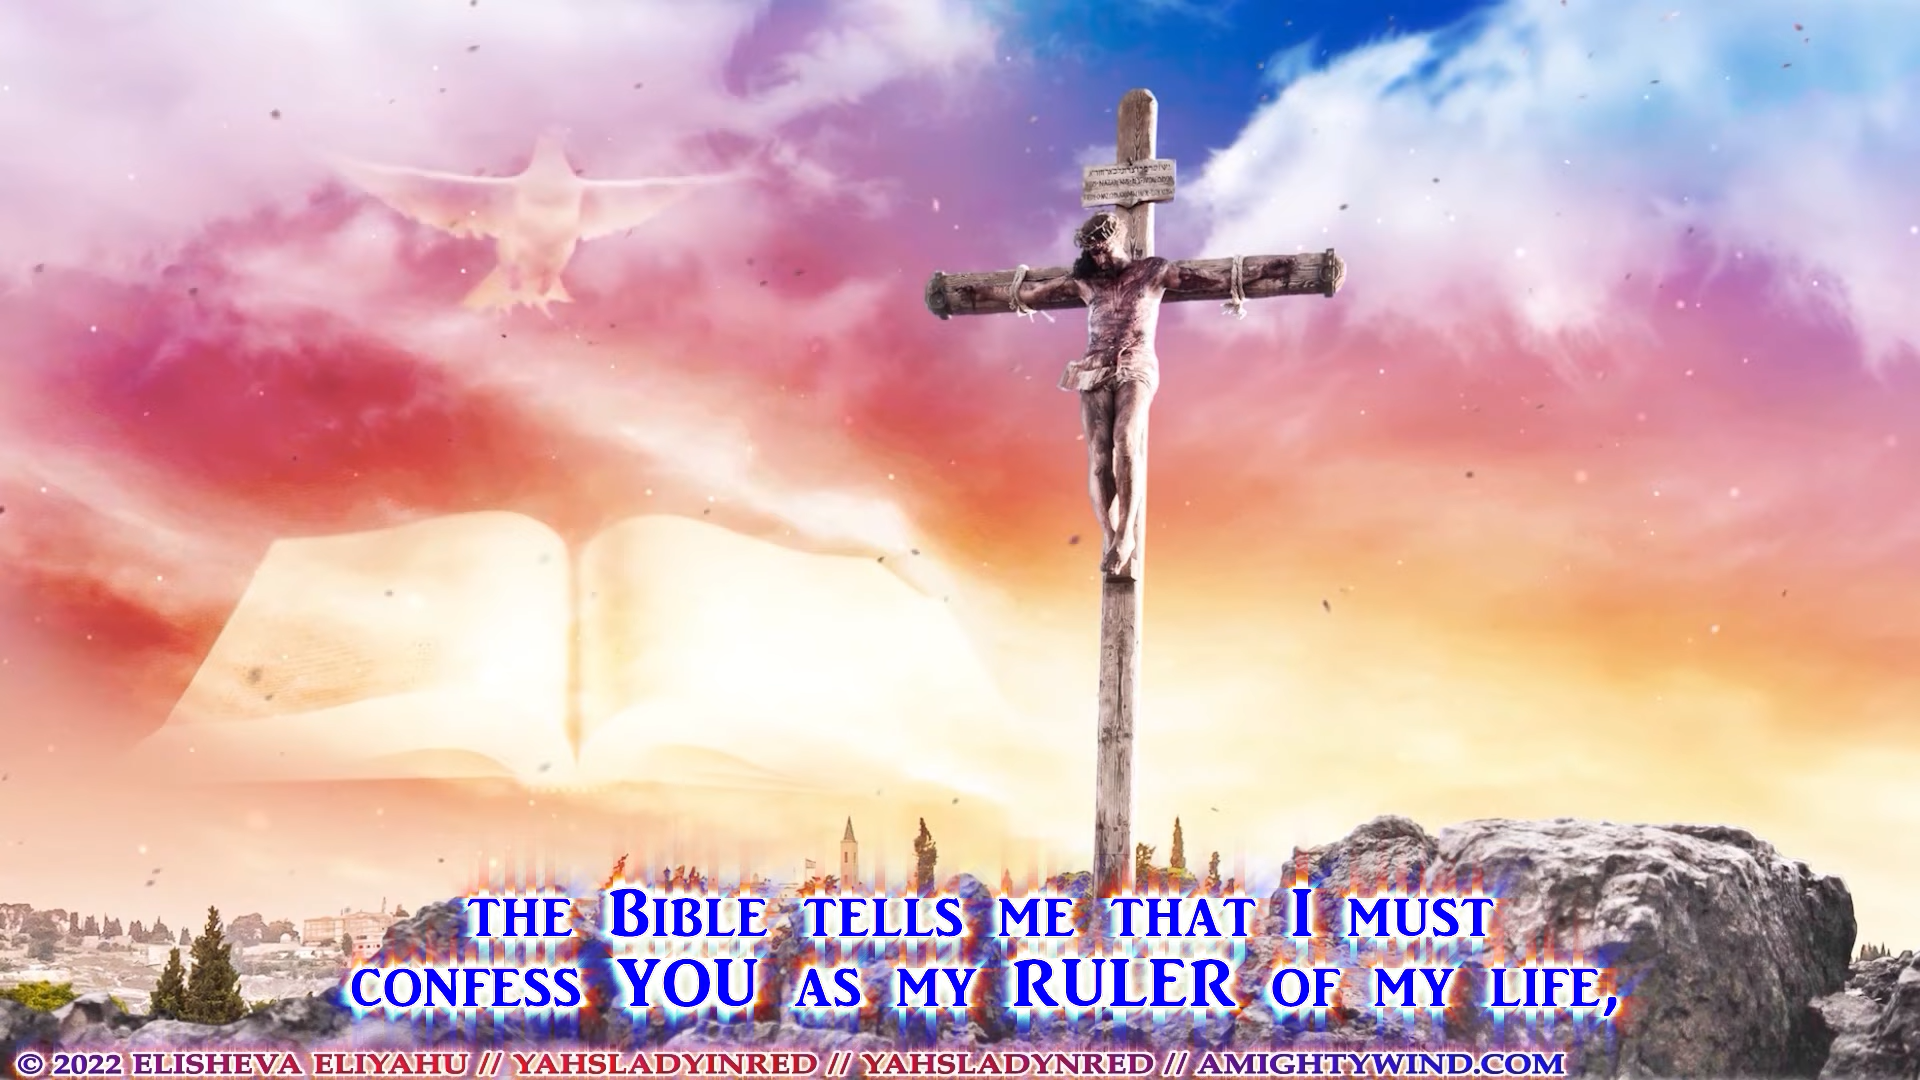 THE BIBLE TELLS ME THAT I MUST
CONFESS YOU AS MY RULER OF MY LIFE,
© 2022 ELISHEVA ELIYAHU // YAHSLADYINRED // YAHSLADYNRED // AMIGHTYWIND.COM